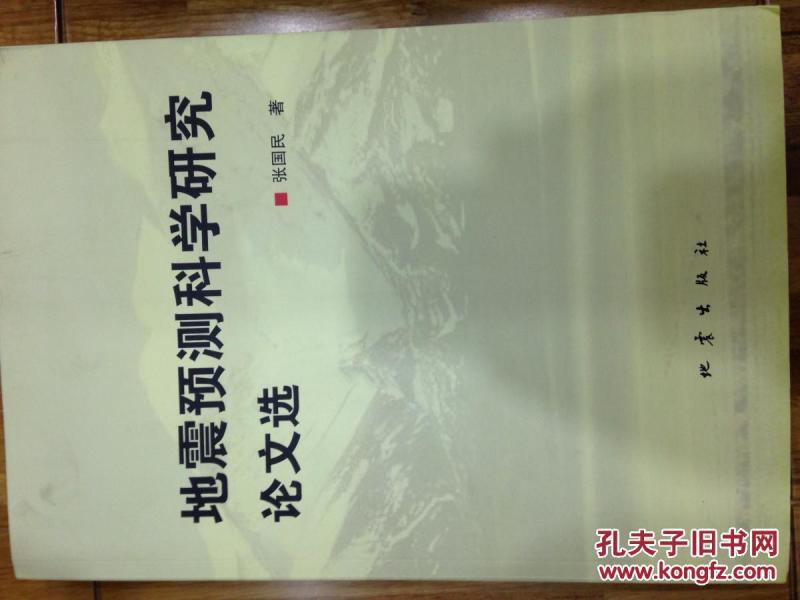 地震预测科学研究
论文选
张国民 著
地震出版社
孔夫子旧书网
www.kongfz.com